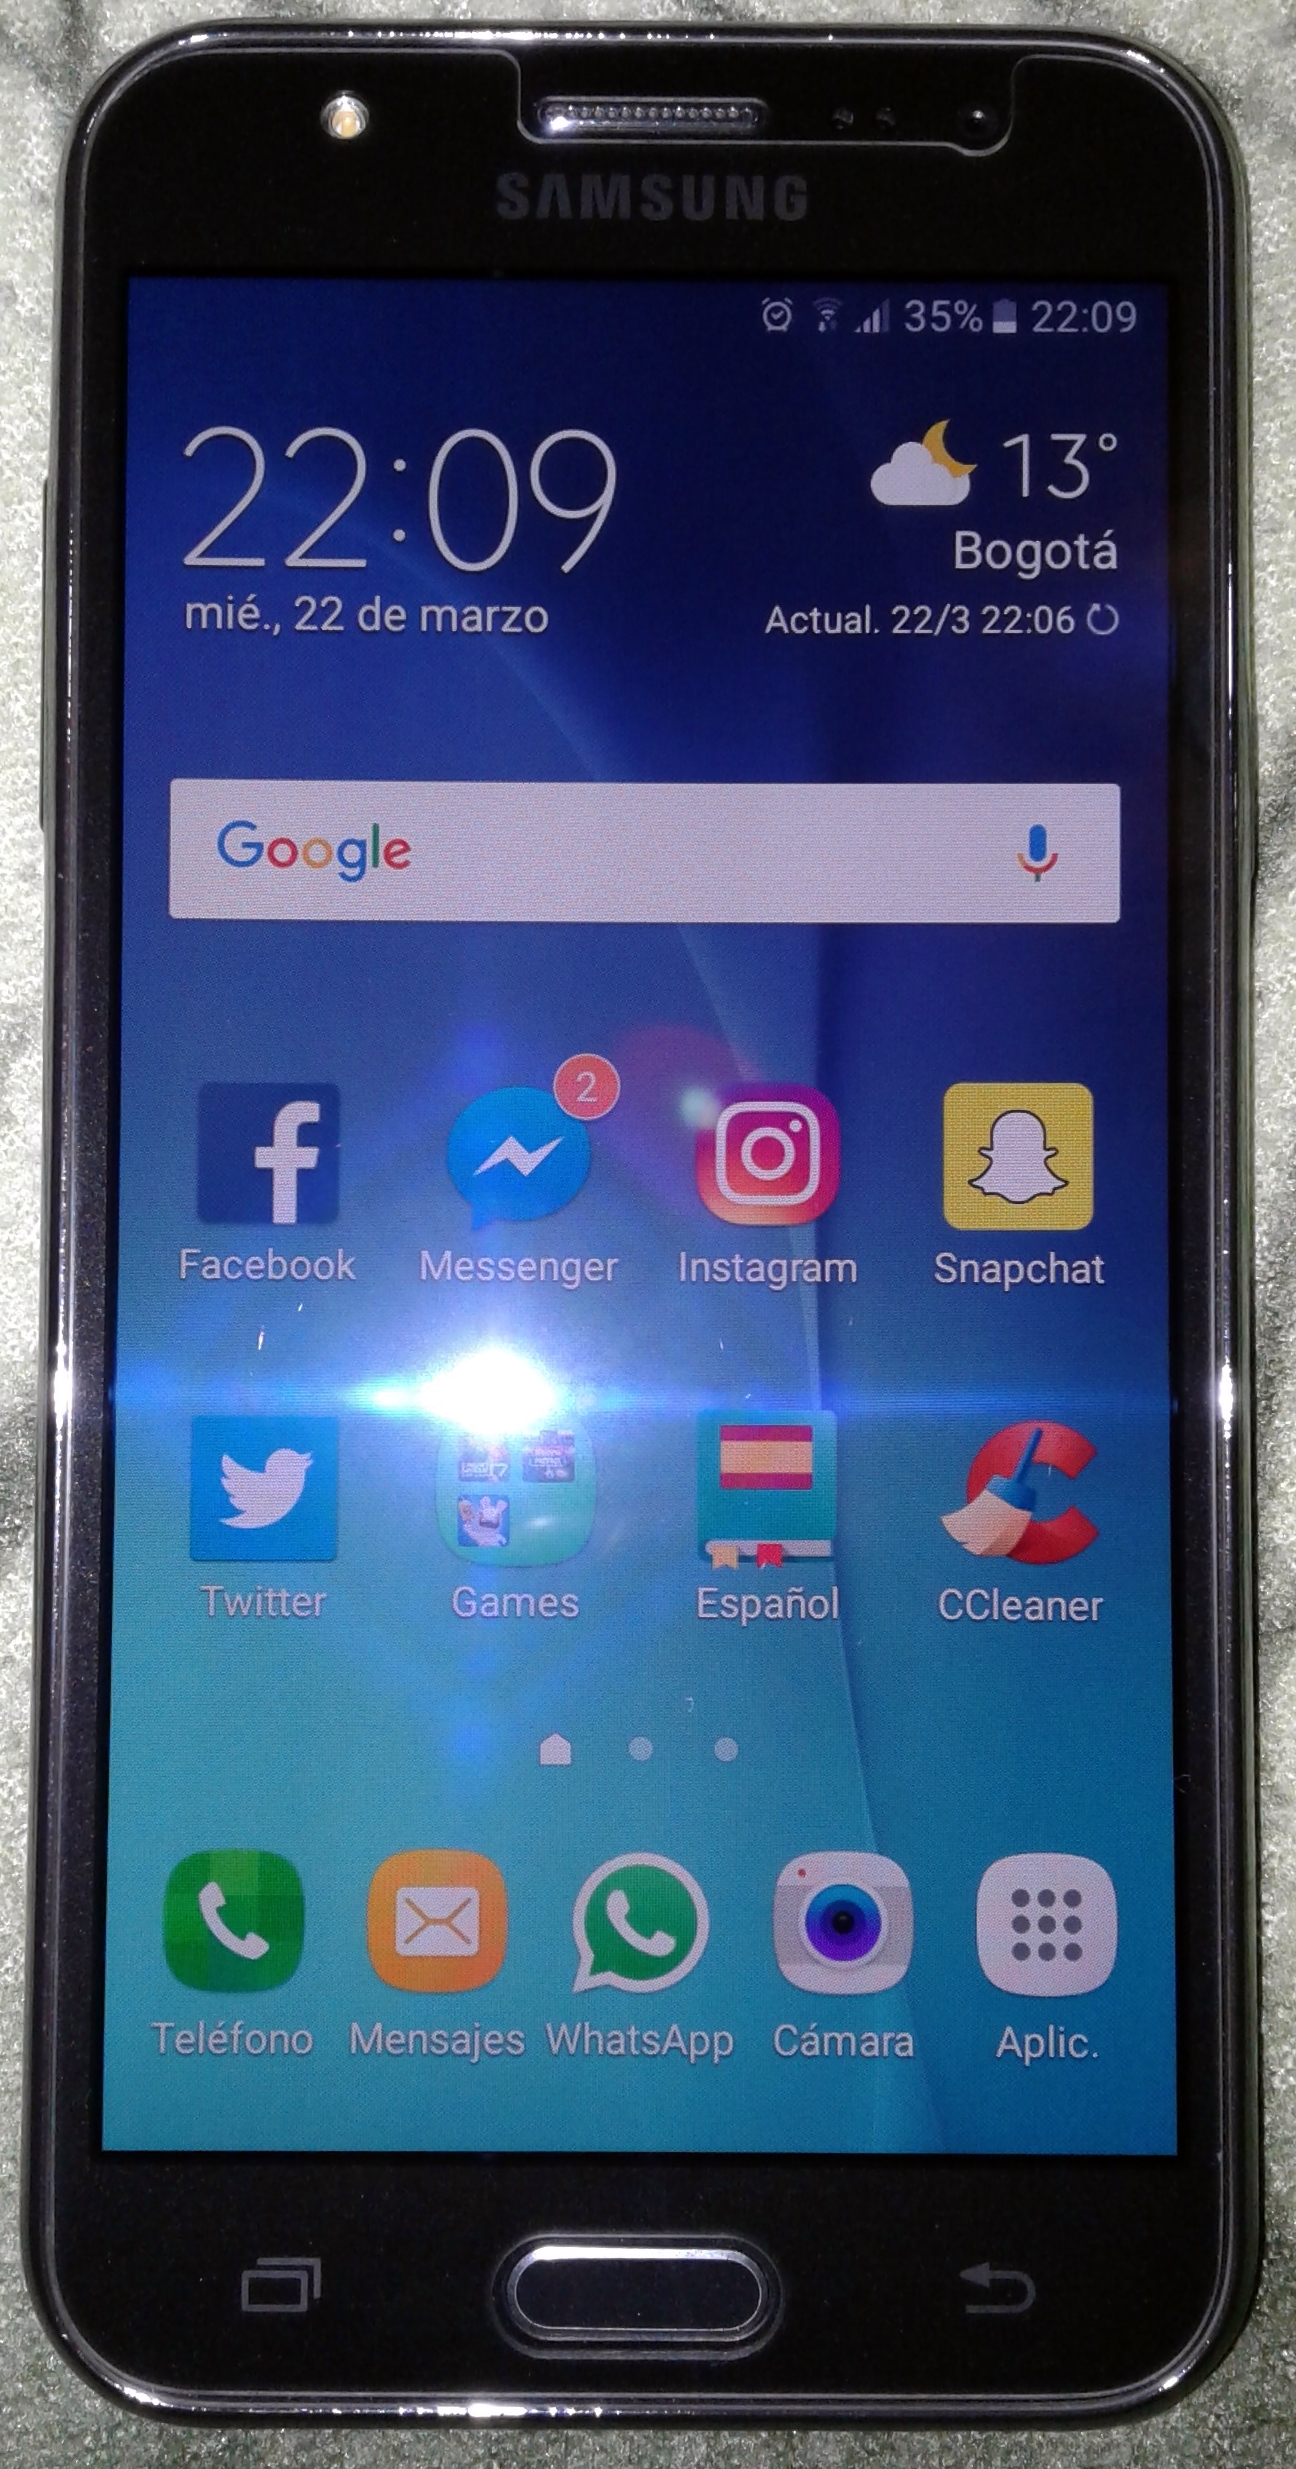 SAMSUNG
35% 22:09
22:09
13°
Bogotá
mié., 22 de marzo
Actual. 22/3 22:06
Google
2
Facebook Messenger Instagram Snapchat
Twitter Games Español CCleaner
Teléfono Mensajes WhatsApp Cámara Aplic.